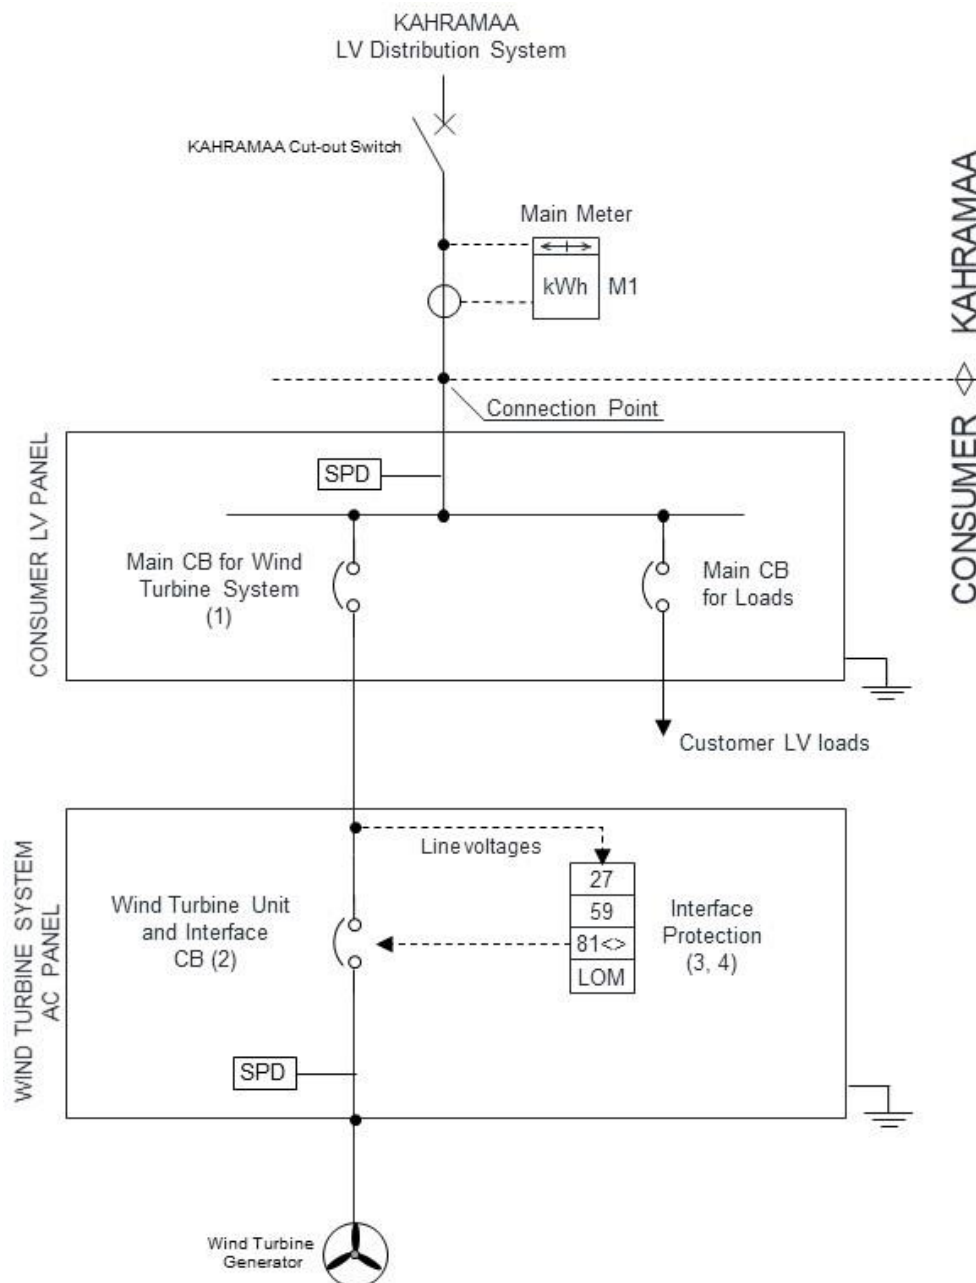 KAHRAMAA
LV Distribution System
KAHRAMAA Cut-out Switch
Main Meter
kWh
M1
KAHRAMAA
CONSUMER
Connection Point
CONSUMER LV PANEL
SPD
Main CB for Wind
Turbine System
(1)
Main CB
for Loads
Customer LV loads
WIND TURBINE SYSTEM
AC PANEL
Line voltages
27
59
81<>
LOM
Interface
Protection
(3, 4)
Wind Turbine Unit
and Interface
CB (2)
SPD
Wind Turbine
Generator